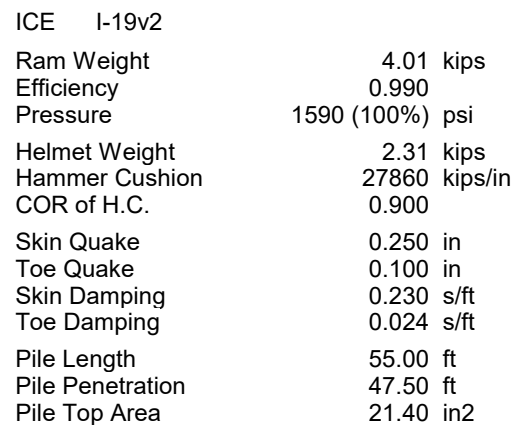 ICE I-19v2
Ram Weight 4.01 kips
Efficiency 0.990
Pressure 1590 (100%) psi
Helmet Weight 2.31 kips
Hammer Cushion 27860 kips/in
COR of H.C. 0.900
Skin Quake 0.250 in
Toe Quake 0.100 in
Skin Damping 0.230 s/ft
Toe Damping 0.024 s/ft
Pile Length 55.00 ft
Pile Penetration 47.50 ft
Pile Top Area 21.40 in2